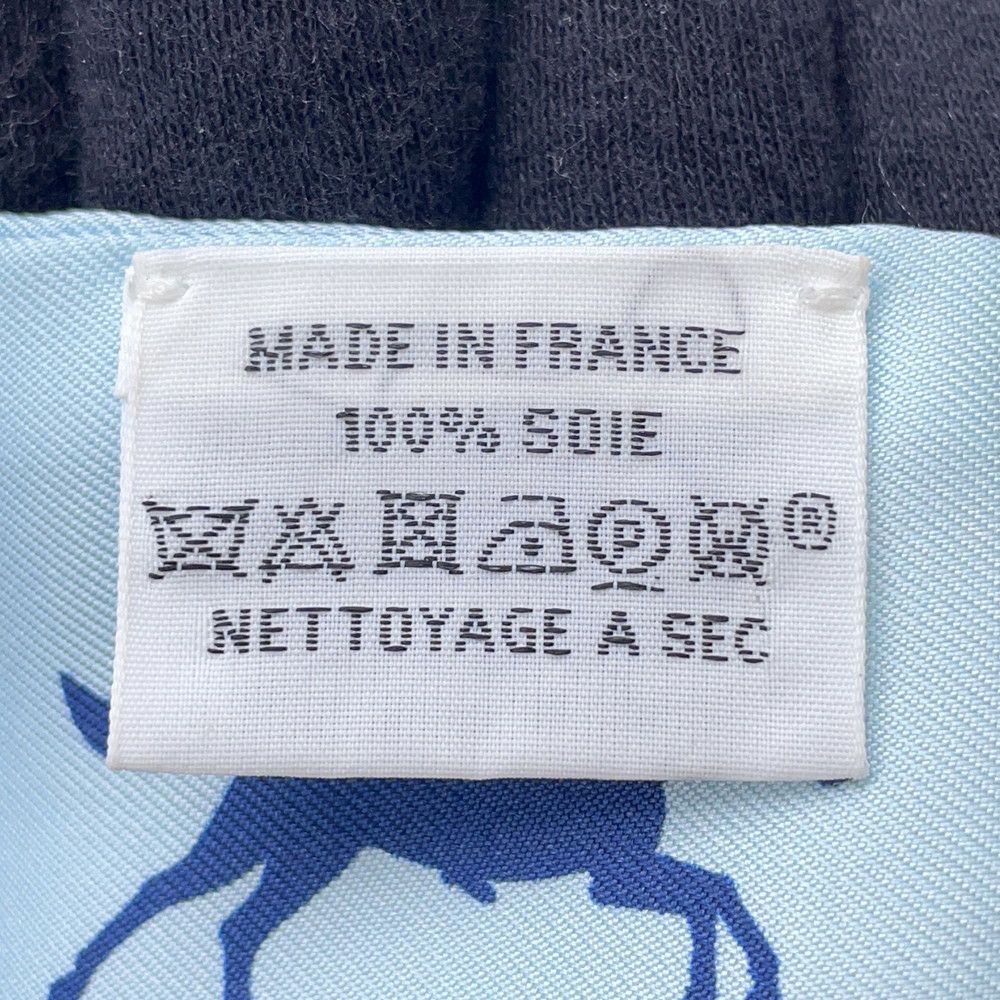 MADE IN FRANCE
100% SOIE
P W ®
NETTOYAGE A SEC